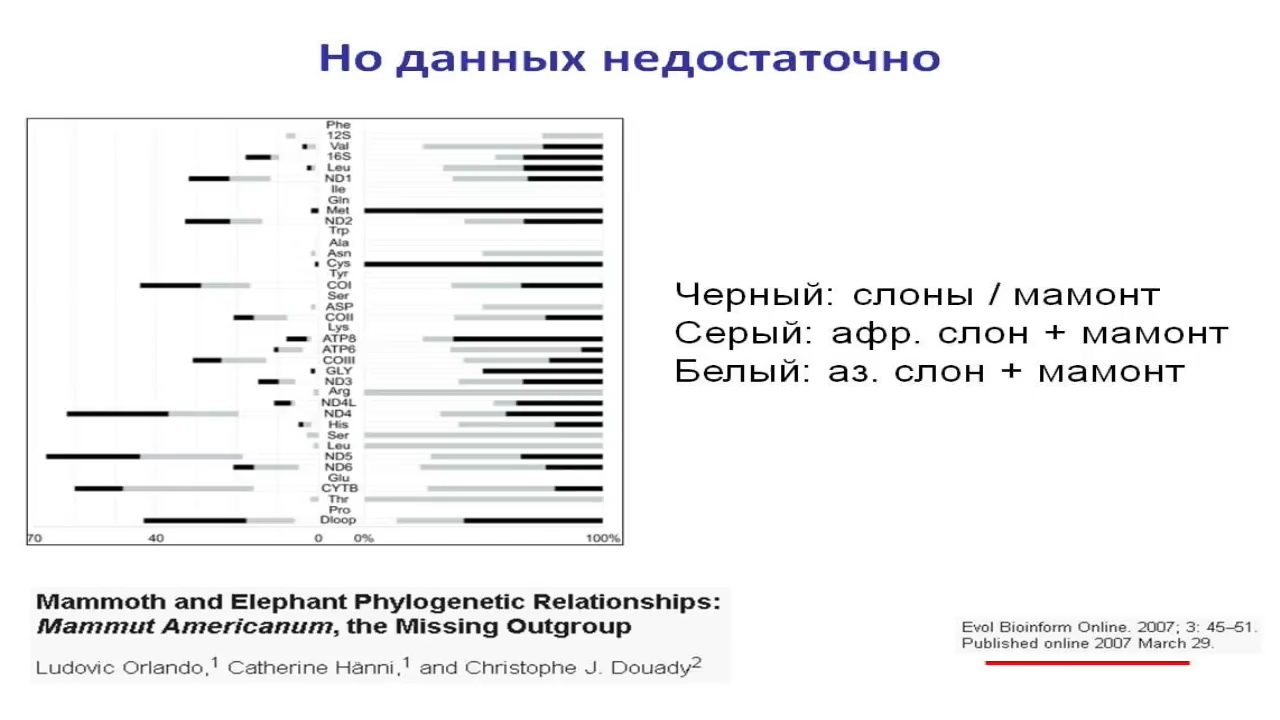 Но данных недостаточно
Phe
12S
Val
16S
Leu
ND1
Ile
Gln
Met
ND2
Trp
Ala
Asn
Cys
Tyr
COI
Ser
ASP
COII
Lys
ATP8
ATP6
COIII
GLY
ND3
Arg
ND4L
ND4
His
Ser
Leu
ND5
ND6
Glu
CYTB
Thr
Pro
Dloop
70 40 0 0% 100%
Черный: слоны / мамонт
Серый: афр. слон + мамонт
Белый: аз. слон + мамонт
Mammoth and Elephant Phylogenetic Relationships:
Mammut Americanum, the Missing Outgroup
Ludovic Orlando,1 Catherine Hänni,1 and Christophe J. Douady2
Evol Bioinform Online. 2007; 3: 45–51.
Published online 2007 March 29.